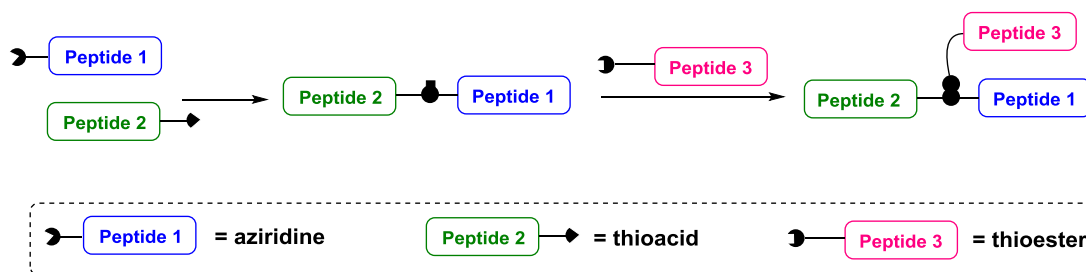 Peptide 1
Peptide 2
Peptide 2 Peptide 1
Peptide 3
Peptide 3
Peptide 2 Peptide 1
Peptide 1 = aziridine Peptide 2 = thioacid Peptide 3 = thioester